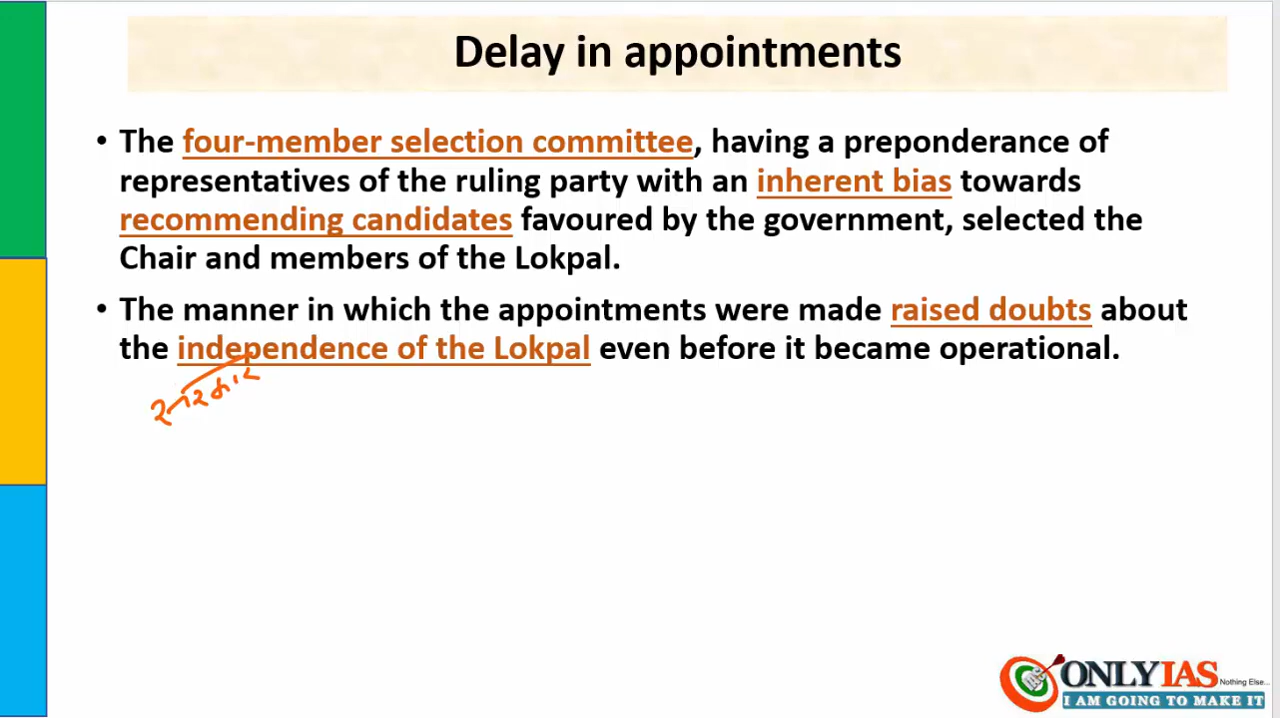 Delay in appointments
• The four-member selection committee, having a preponderance of
representatives of the ruling party with an inherent bias towards
recommending candidates favoured by the government, selected the
Chair and members of the Lokpal.
• The manner in which the appointments were made raised doubts about
the independence of the Lokpal even before it became operational.
सरकार
ONLYIAS
Nothing Else...
I AM GOING TO MAKE IT